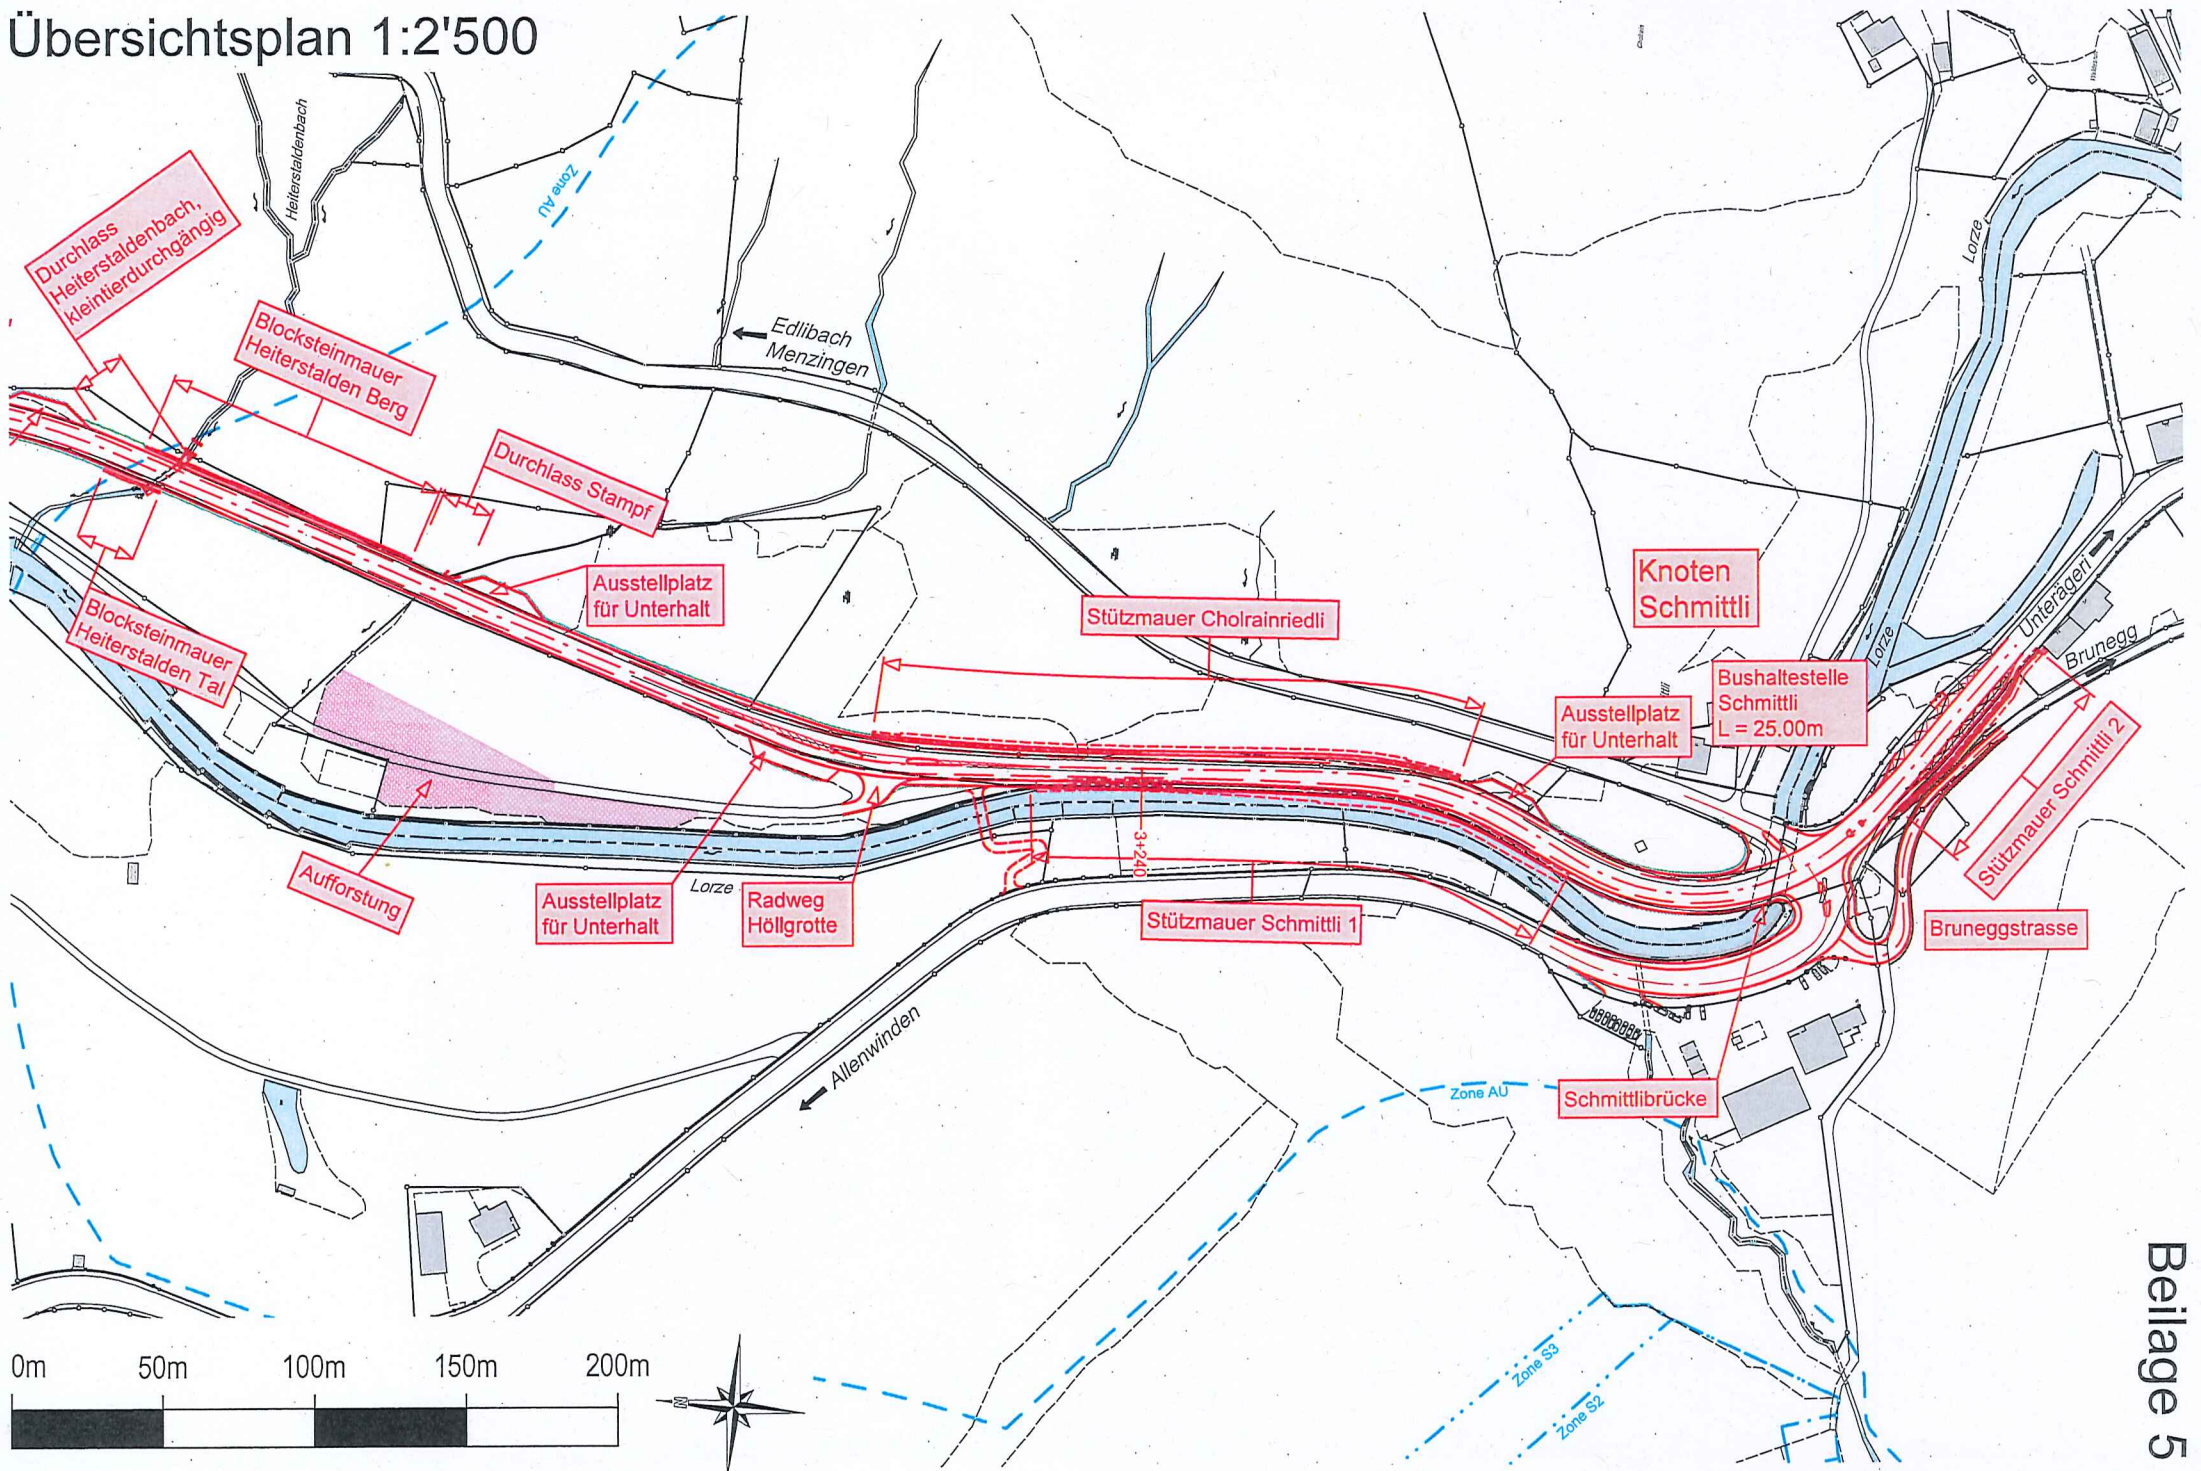 Übersichtsplan 1:2'500
Heiterstaldenbach
Zone AU
Durchlass
Heiterstaldenbach,
kleintierdurchgängig
Blocksteinmauer
Heiterstalden Berg
Edlibach
Menzingen
Lorze
Durchlass Stampf
Ausstellplatz
für Unterhalt
Blocksteinmauer
Heiterstalden Tal
Stützmauer Cholrainriedli
Knoten
Schmittli
Lorze
Unterägeri
Brunegg
Bushaltestelle
Schmittli
L = 25.00m
Ausstellplatz
für Unterhalt
Stützmauer Schmittli 2
Aufforstung
Lorze
Ausstellplatz
für Unterhalt
Radweg
Höllgrotte
3+240
Stützmauer Schmittli 1
Bruneggstrasse
Allenwinden
Zone AU
Schmittlibrücke
Zone S3
Zone S2
0m 50m 100m 150m 200m
N
Beilage 5